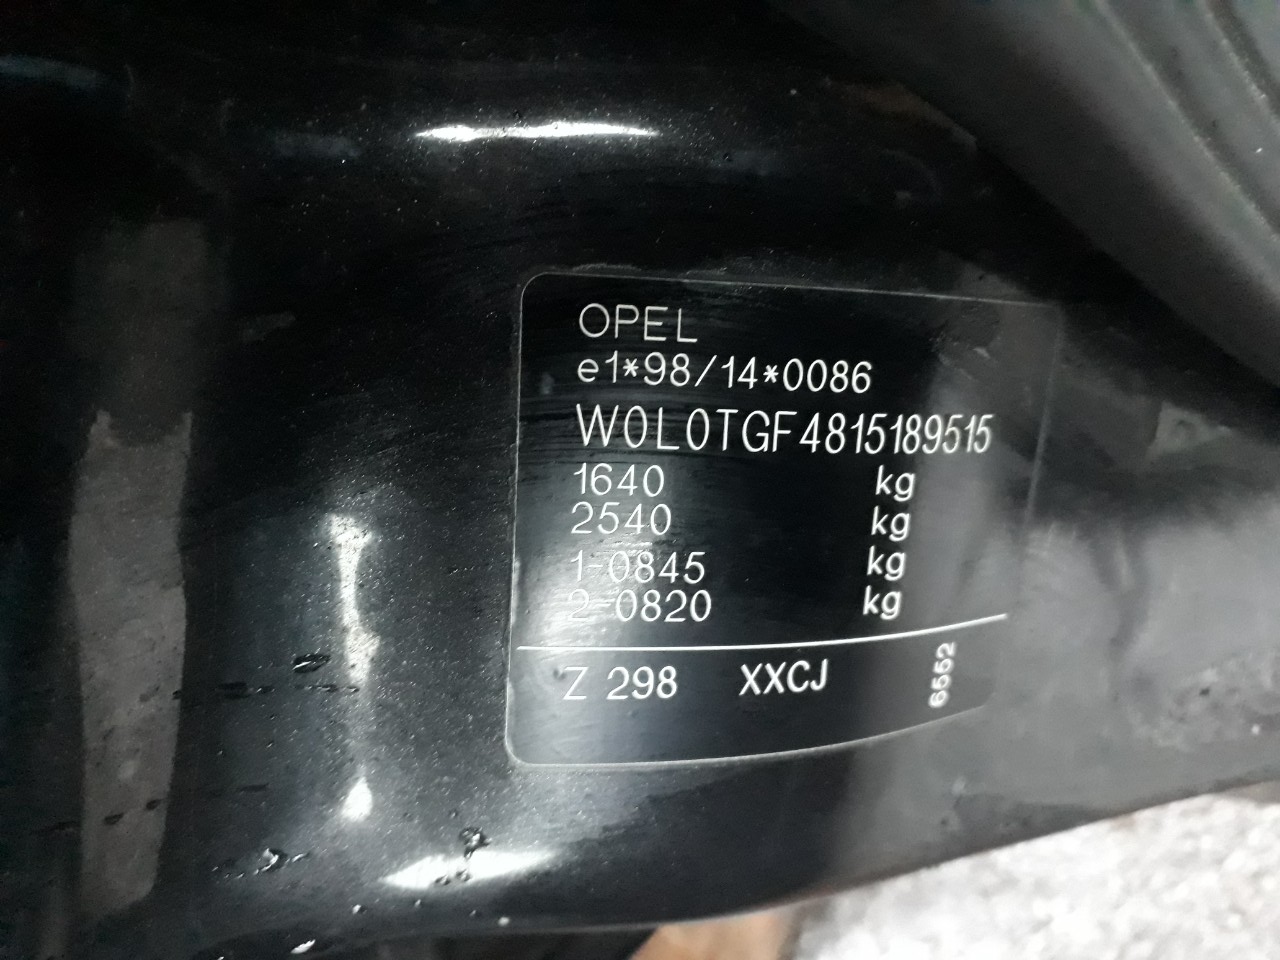 OPEL
e1*98/14*0086
W0L0TGF4815189515
1640 kg
2540 kg
1-0845 kg
2-0820 kg
Z 298 XXCJ 6552